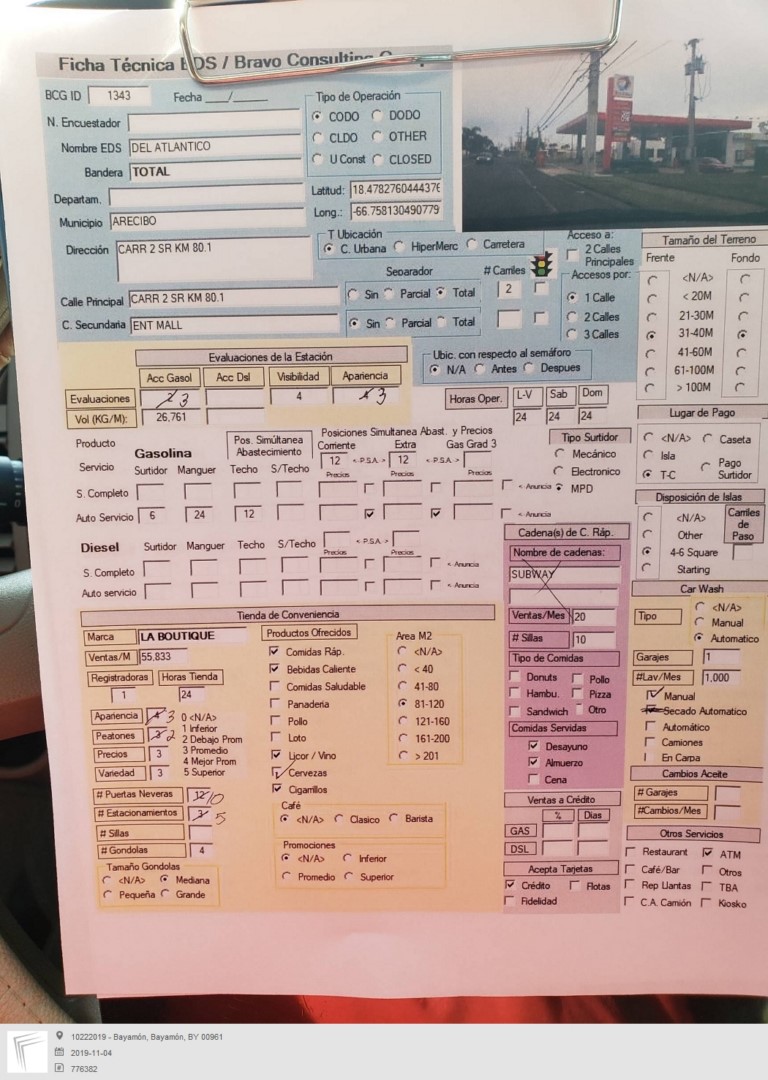 Ficha Técnica EDS / Bravo Consulting
BCG ID 1343 Fecha ___/______
N. Encuestador
Nombre EDS DEL ATLANTICO
Bandera TOTAL
Departam.
Municipio ARECIBO
Tipo de Operación
CODO DODO
CLDO OTHER
U Const CLOSED
Latitud: 18.4782760444376
Long.: -66.758130490779
Dirección CARR 2 SR KM 80.1
T Ubicación
C. Urbana HiperMerc Carretera
Acceso a:
2 Calles Principales
Separador # Carriles
Calle Principal CARR 2 SR KM 80.1 Sin Parcial Total 2
C. Secundaria ENT MALL Sin Parcial Total
Accesos por:
1 Calle
2 Calles
3 Calles
Tamaño del Terreno
Frente Fondo
<N/A>
< 20M
21-30M
31-40M
41-60M
61-100M
> 100M
Evaluaciones de la Estación
Acc Gasol Acc Dsl Visibilidad Apariencia
Evaluaciones 3 4 3
Vol (KG/M): 26,761
Ubic. con respecto al semáforo
N/A Antes Despues
Horas Oper. L-V Sab Dom
24 24 24
Lugar de Pago
<N/A> Caseta
Isla
T-C Pago Surtidor
Producto
Servicio Gasolina
Surtidor Manguer
Pos. Simúltanea Abastecimiento
Techo S/Techo
Posiciones Simultanea Abast. y Precios
Corriente Extra Gas Grad 3
12 <-P.S.A.-> 12 <-P.S.A.->
Precios Precios Precios
S. Completo <- Anuncia
Auto Servicio 6 24 12 <- Anuncia
Tipo Surtidor
Mecánico
Electronico
MPD
Disposición de Islas
<N/A>
Other
4-6 Square
Starting
Carriles de Paso
Diesel Surtidor Manguer Techo S/Techo <-P.S.A.->
Precios Precios
S. Completo <- Anuncia
Auto servicio <- Anuncia
Cadena(s) de C. Ráp.
Nombre de cadenas:
SUBWAY
Ventas/Mes 20
# Sillas 10
Tipo de Comidas
Donuts Pollo
Hambu. Pizza
Sandwich Otro
Comidas Servidas
Desayuno
Almuerzo
Cena
Ventas a Crédito
% Dias
GAS
DSL
Acepta Tarjetas
Crédito Flotas
Fidelidad
Car Wash
Tipo <N/A>
Manual
Automatico
Garajes 1
#Lav/Mes 1,000
Manual
Secado Automatico
Automático
Camiones
En Carpa
Cambios Aceite
# Garajes
#Cambios/Mes
Otros Servicios
Restaurant ATM
Café/Bar Otros
Rep Llantas TBA
C.A. Camión Kiosko
Tienda de Conveniencia
Marca LA BOUTIQUE
Ventas/M 55,833
Registradoras Horas Tienda
1 24
Apariencia 3 0 <N/A>
Peatones 2 1 Inferior
2 Debajo Prom
Precios 3 3 Promedio
4 Mejor Prom
Variedad 3 5 Superior
# Puertas Neveras 12 10
# Estacionamientos 3 5
# Sillas
# Gondolas 4
Tamaño Gondolas
<N/A> Mediana
Pequeña Grande
Productos Ofrecidos
Comidas Ráp.
Bebidas Caliente
Comidas Saludable
Panaderia
Pollo
Loto
Licor / Vino
Cervezas
Cigarrillos
Area M2
<N/A>
< 40
41-80
81-120
121-160
161-200
> 201
Café
<N/A> Clasico Barista
Promociones
<N/A> Inferior
Promedio Superior
10222019 - Bayamón, Bayamón, BY 00961
2019-11-04
776382